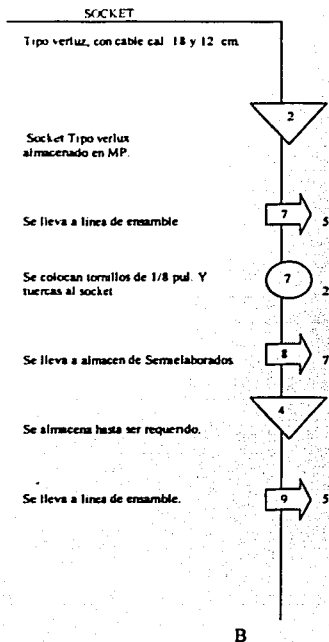 SOCKET
Tipo verluz, con cable cal 18 y 12 cm.
2
Socket Tipo verlux
almacenado en MP.
Se lleva a linea de ensamble
7
5
Se colocan tornillos de 1/8 pul. Y
tuercas al socket
7
2
Se lleva a almacen de Semielaborados
8
7
4
Se almacena hasta ser requerido.
Se lleva a linea de ensamble.
9
5
B